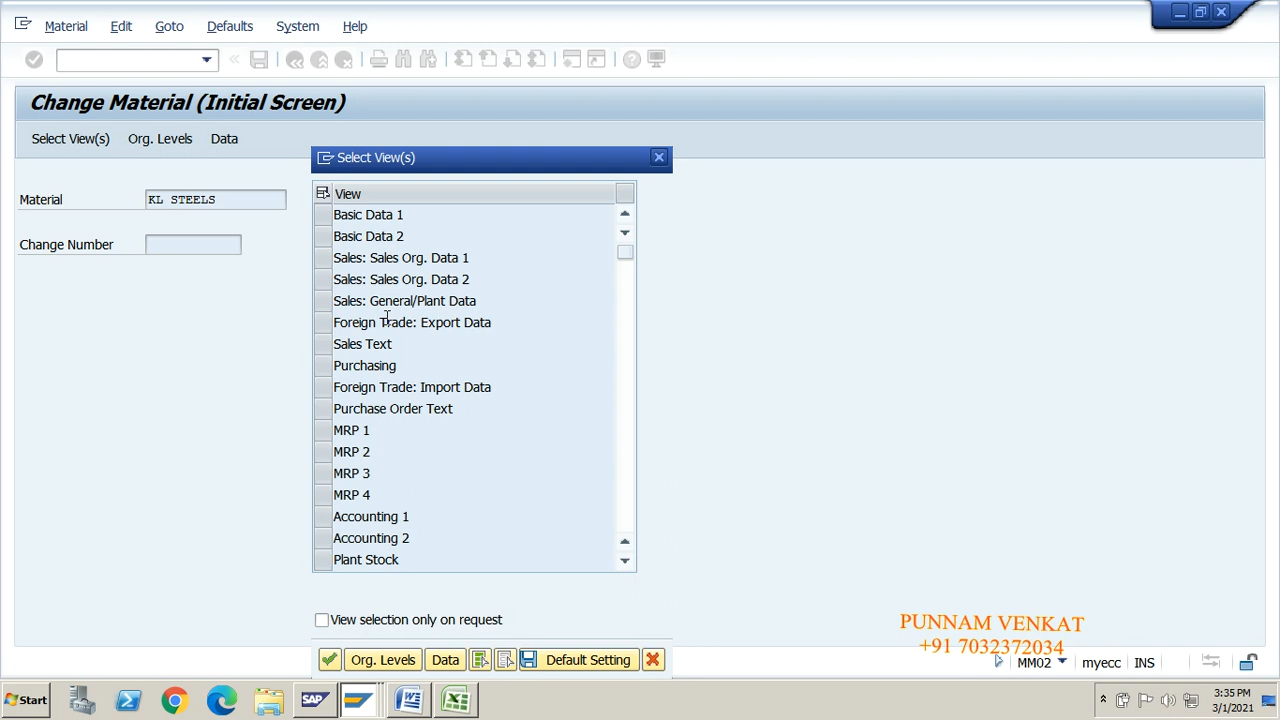 Material Edit Goto Defaults System Help
Change Material (Initial Screen)
Select View(s) Org. Levels Data
Select View(s)
Material KL STEELS
Change Number
View
Basic Data 1
Basic Data 2
Sales: Sales Org. Data 1
Sales: Sales Org. Data 2
Sales: General/Plant Data
Foreign Trade: Export Data
Sales Text
Purchasing
Foreign Trade: Import Data
Purchase Order Text
MRP 1
MRP 2
MRP 3
MRP 4
Accounting 1
Accounting 2
Plant Stock
View selection only on request
Org. Levels Data Default Setting
PUNNAM VENKAT
+91 7032372034
MM02 myecc INS
Start SAP 3:35 PM
3/1/2021